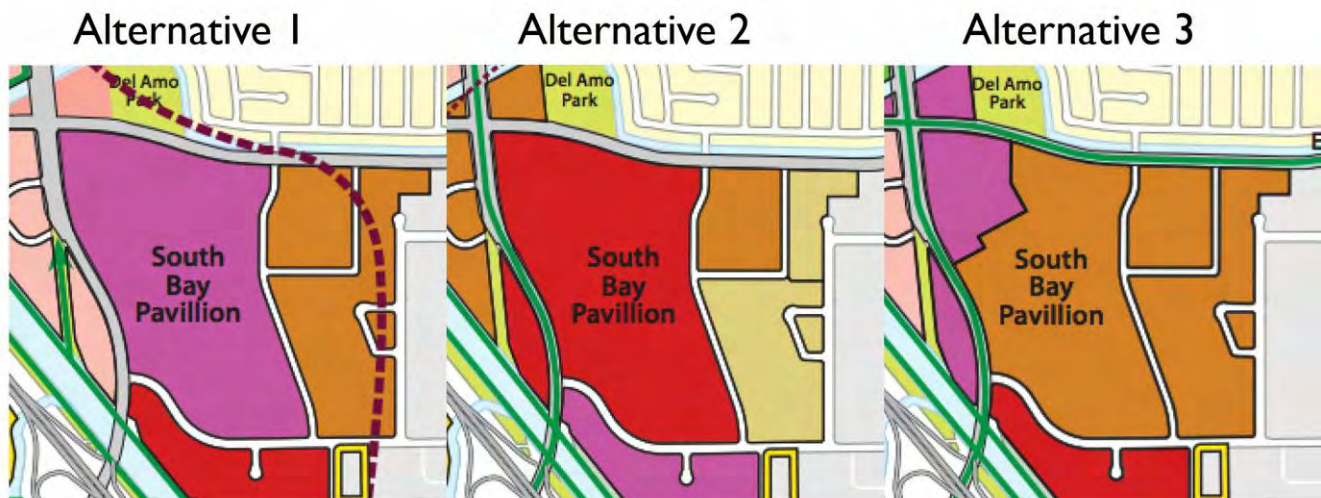 Alternative 1
Alternative 2
Alternative 3
Del Amo
Park
South
Bay
Pavillion
Del Amo
Park
South
Bay
Pavillion
Del Amo
Park
E
South
Bay
Pavillion